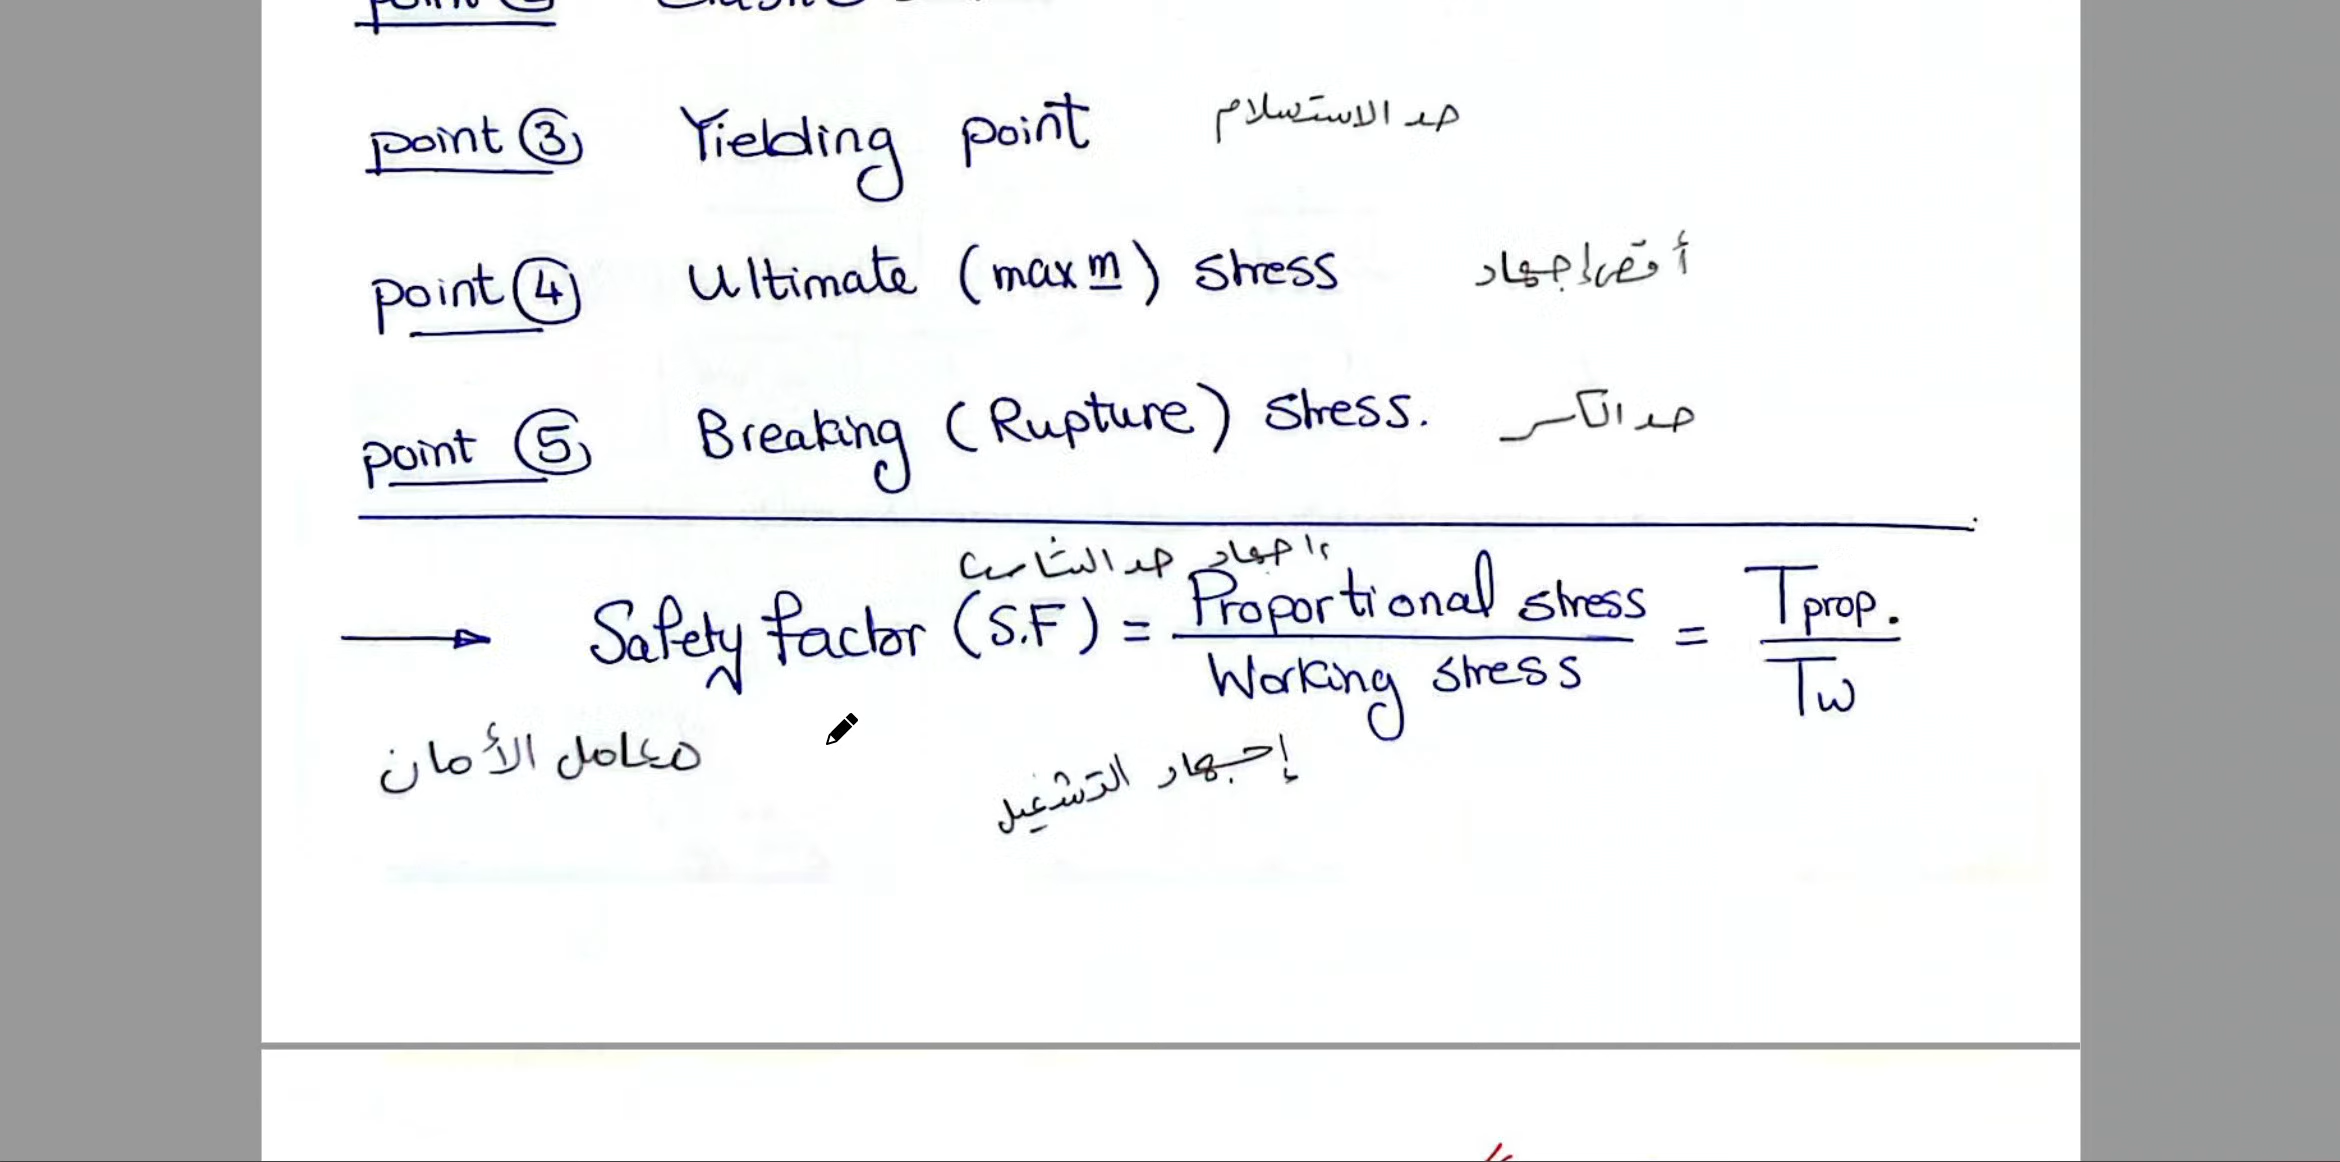 point ③ Yielding point حد الاستسلام
point ④ Ultimate (maxm) stress أقصى إجهاد
point ⑤ Breaking (Rupture) stress. حد الكسر
اجهاد حد التناسب
Safety factor (S.F) = Proportional stress / Working stress = Tprop. / Tw
معامل الأمان
إجهاد التشغيل